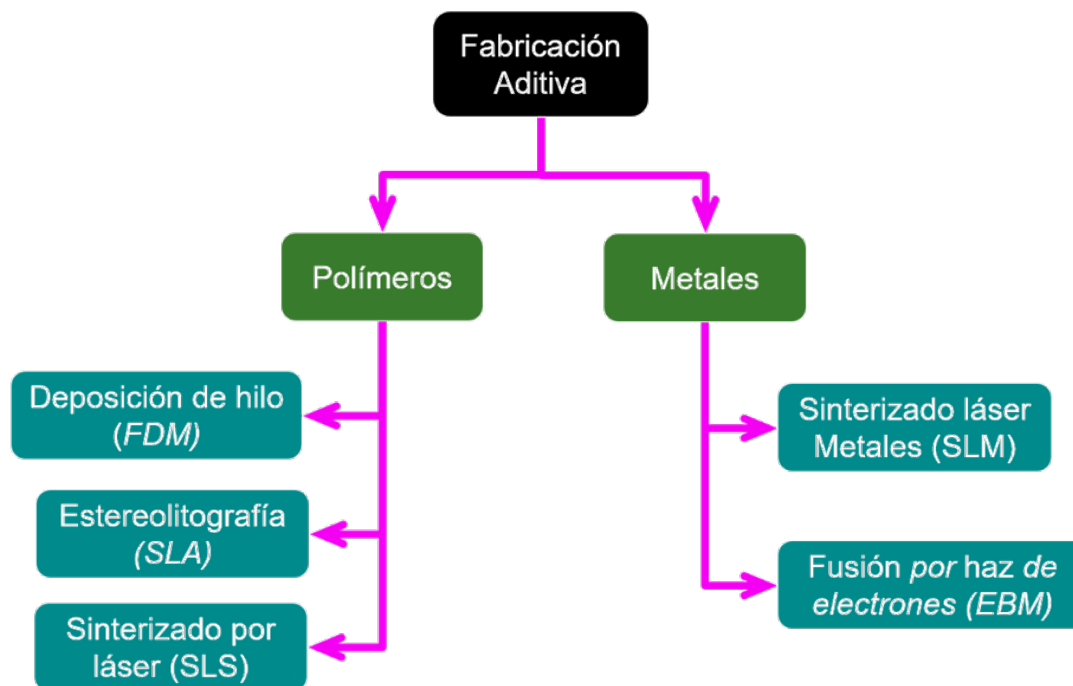 Fabricación
Aditiva
Polímeros
Metales
Deposición de hilo
(FDM)
Estereolitografía
(SLA)
Sinterizado por
láser (SLS)
Sinterizado láser
Metales (SLM)
Fusión por haz de
electrones (EBM)